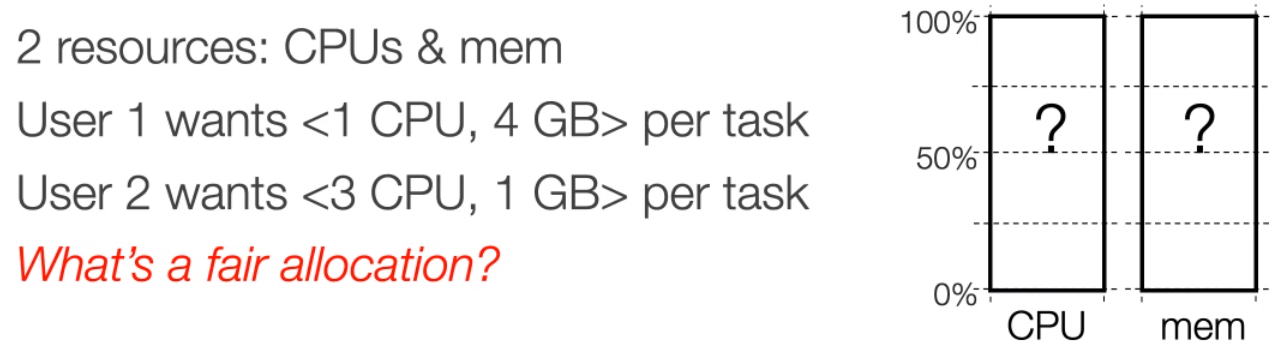 2 resources: CPUs & mem
User 1 wants <1 CPU, 4 GB> per task
User 2 wants <3 CPU, 1 GB> per task
What's a fair allocation?
100%
50%
0%
?
?
CPU
mem